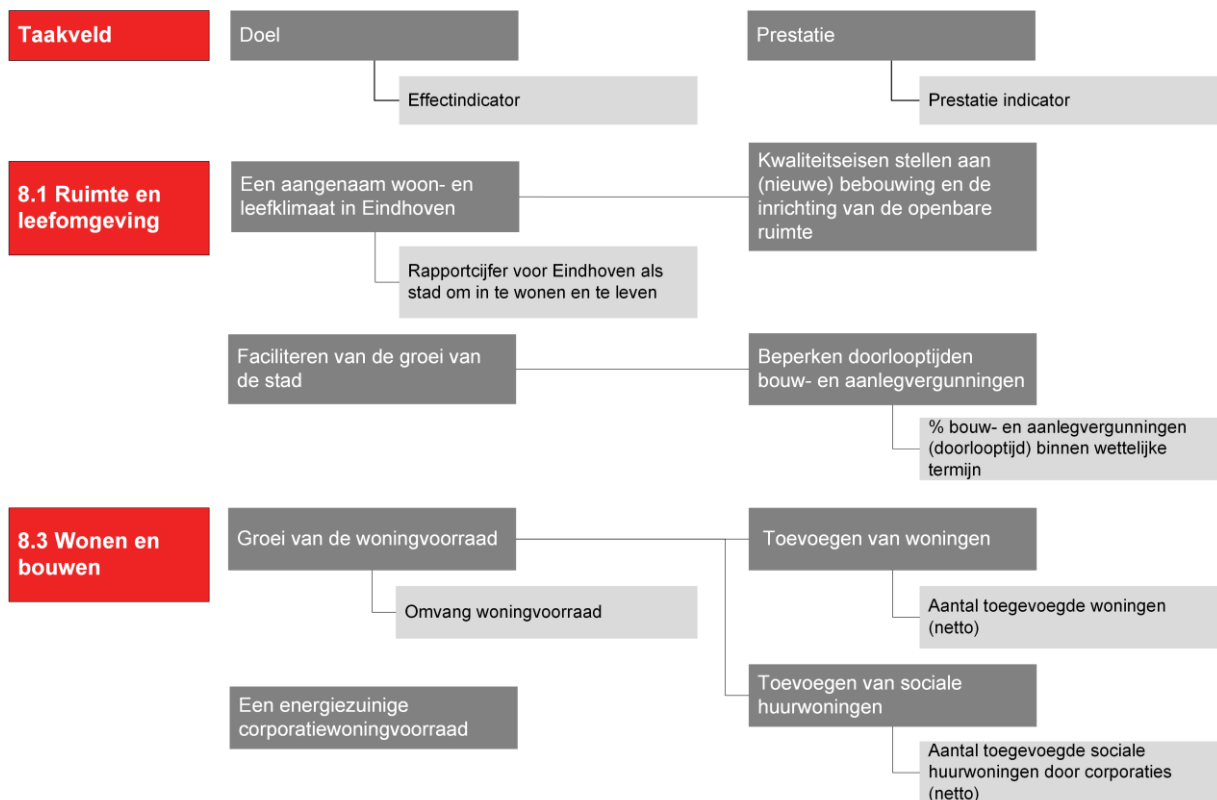 Taakveld
Doel
Prestatie
Effectindicator
Prestatie indicator
8.1 Ruimte en
leefomgeving
Een aangenaam woon- en
leefklimaat in Eindhoven
Kwaliteitseisen stellen aan
(nieuwe) bebouwing en de
inrichting van de openbare
ruimte
Rapportcijfer voor Eindhoven als
stad om in te wonen en te leven
Faciliteren van de groei van
de stad
Beperken doorlooptijden
bouw- en aanlegvergunningen
% bouw- en aanlegvergunningen
(doorlooptijd) binnen wettelijke
termijn
8.3 Wonen en
bouwen
Groei van de woningvoorraad
Toevoegen van woningen
Omvang woningvoorraad
Aantal toegevoegde woningen
(netto)
Een energiezuinige
corporatiewoningvoorraad
Toevoegen van sociale
huurwoningen
Aantal toegevoegde sociale
huurwoningen door corporaties
(netto)